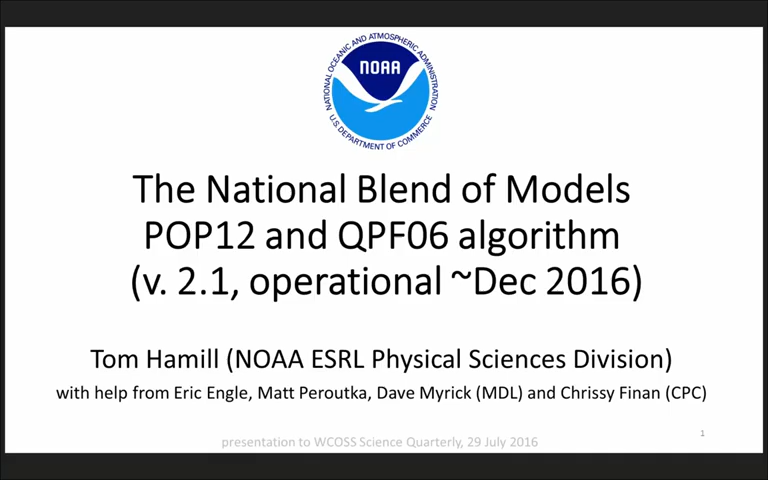 NATIONAL OCEANIC AND ATMOSPHERIC ADMINISTRATION
NOAA
U.S. DEPARTMENT OF COMMERCE
The National Blend of Models
POP12 and QPF06 algorithm
(v. 2.1, operational ~Dec 2016)
Tom Hamill (NOAA ESRL Physical Sciences Division)
with help from Eric Engle, Matt Peroutka, Dave Myrick (MDL) and Chrissy Finan (CPC)
presentation to WCOSS Science Quarterly, 29 July 2016
1